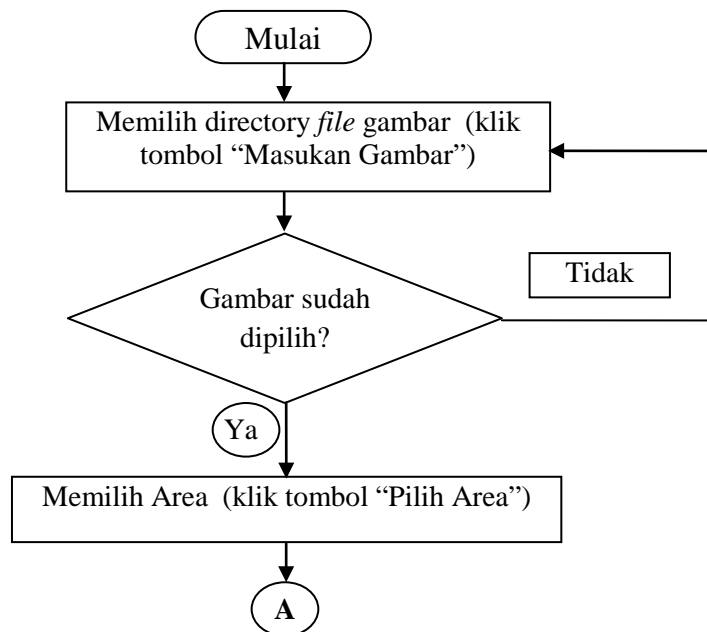 Mulai
Memilih directory file gambar (klik
tombol “Masukan Gambar”)
Gambar sudah
dipilih?
Tidak
Ya
Memilih Area (klik tombol “Pilih Area”)
A